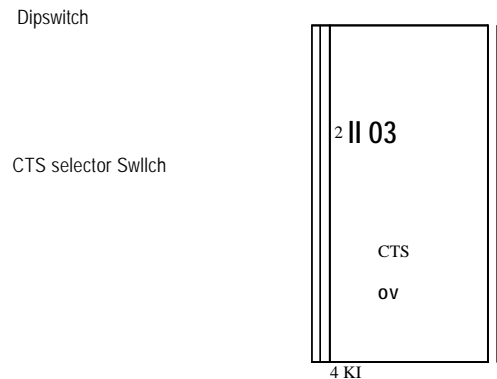 Dipswitch
2 II 03
CTS selector Swllch
CTS
ov
4 KI